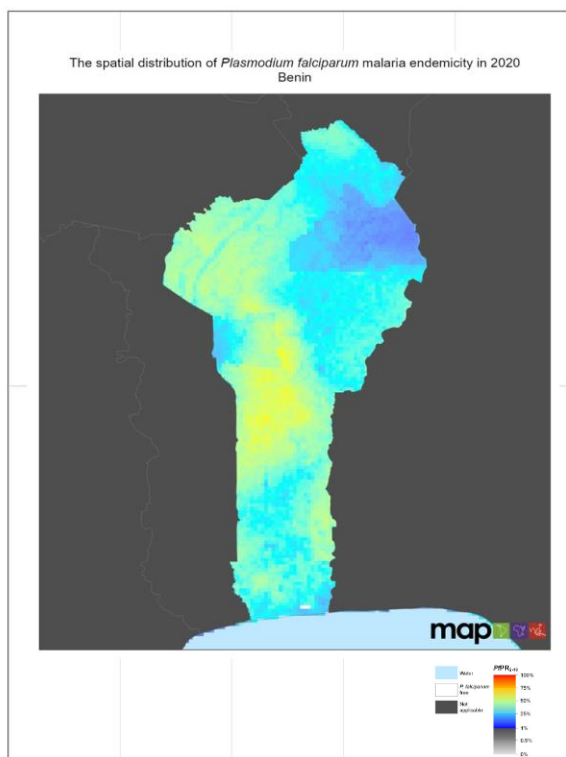 The spatial distribution of Plasmodium falciparum malaria endemicity in 2020
Benin
map
Water
P. falciparum
free
Not
applicable
PfPR2-10
100%
75%
50%
25%
1%
0.5%
0%